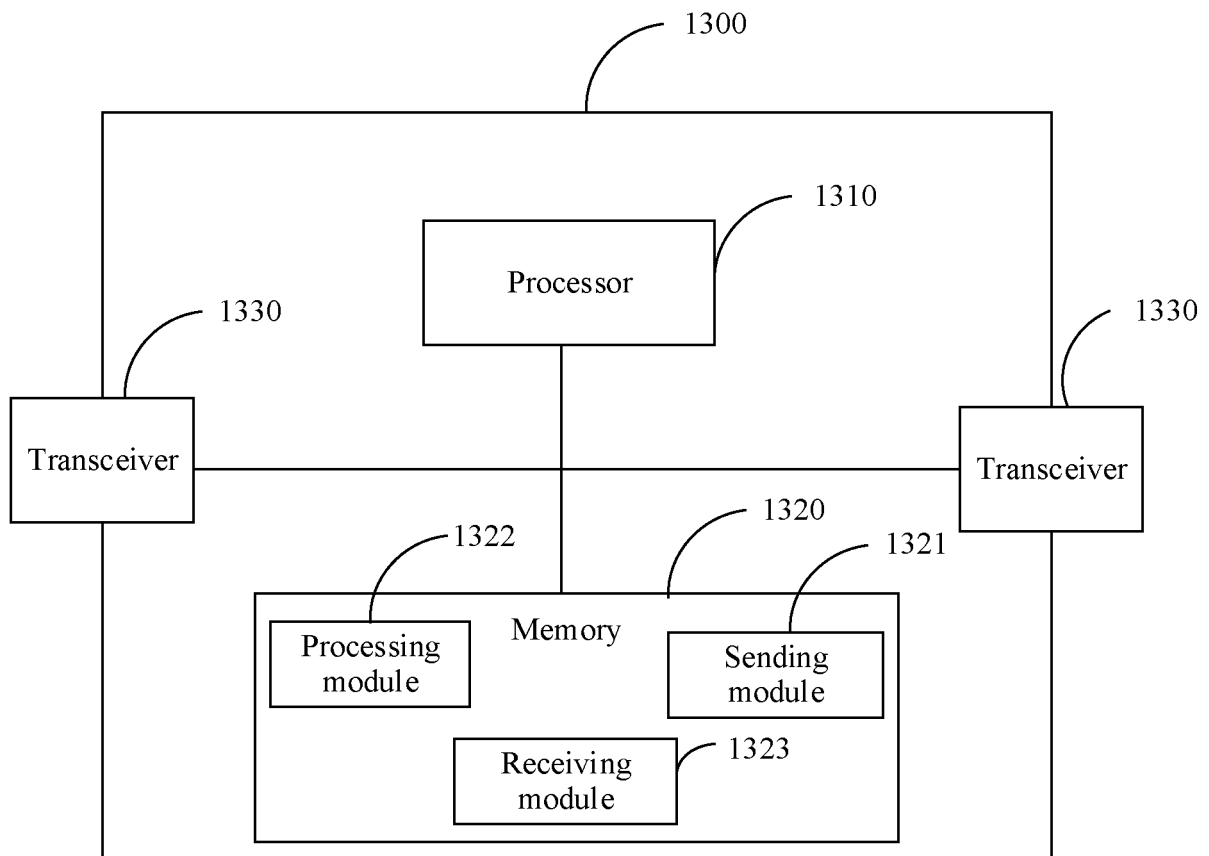 1300
1310
Processor
1330
1330
Transceiver
Transceiver
1320
1322
1321
Memory
Processing
module
Sending
module
1323
Receiving
module